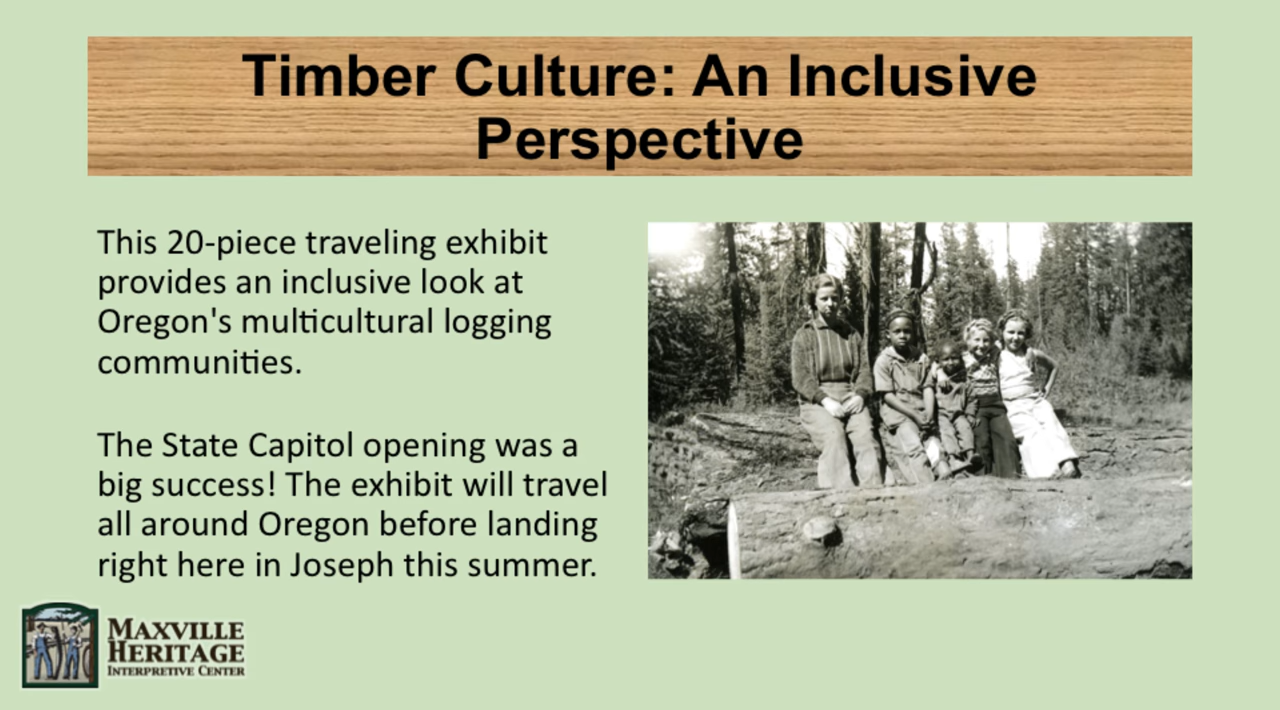 Timber Culture: An Inclusive
Perspective
This 20-piece traveling exhibit
provides an inclusive look at
Oregon's multicultural logging
communities.
The State Capitol opening was a
big success! The exhibit will travel
all around Oregon before landing
right here in Joseph this summer.
MAXVILLE
HERITAGE
INTERPRETIVE CENTER